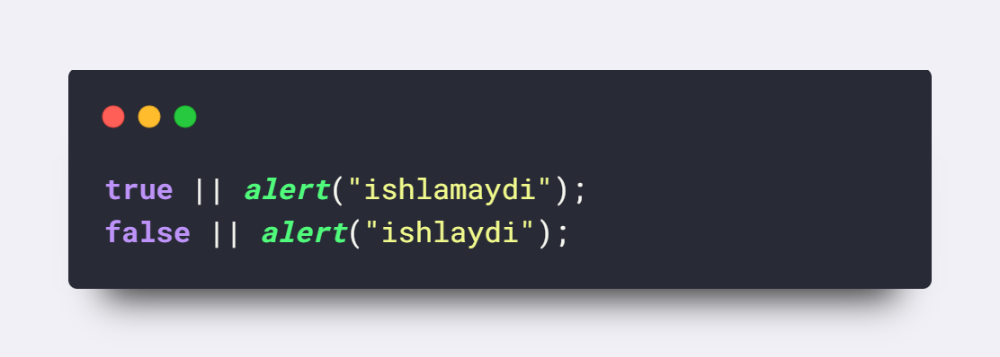 true || alert("ishlamaydi");
false || alert("ishlaydi");